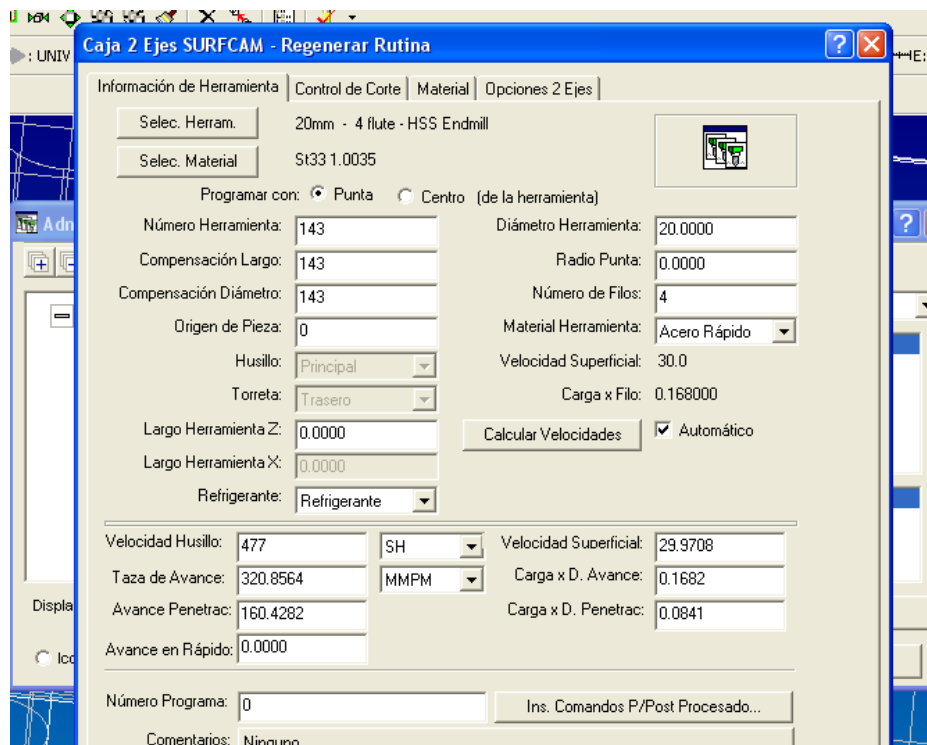 : UNIV
Caja 2 Ejes SURFCAM - Regenerar Rutina
E:
Información de Herramienta Control de Corte Material Opciones 2 Ejes
Selec. Herram. 20mm - 4 flute - HSS Endmill
Selec. Material St33 1.0035
Programar con: Punta Centro (de la herramienta)
Adn
Número Herramienta: 143 Diámetro Herramienta: 20.0000
Compensación Largo: 143 Radio Punta: 0.0000
Compensación Diámetro: 143 Número de Filos: 4
Origen de Pieza: 0 Material Herramienta: Acero Rápido
Husillo: Principal Velocidad Superficial: 30.0
Torreta: Trasero Carga x Filo: 0.168000
Largo Herramienta Z: 0.0000 Calcular Velocidades Automático
Largo Herramienta X: 0.0000
Refrigerante: Refrigerante
Velocidad Husillo: 477 SH Velocidad Superficial: 29.9708
Taza de Avance: 320.8564 MMPM Carga x D. Avance: 0.1682
Displa
Avance Penetrac: 160.4282 Carga x D. Penetrac: 0.0841
Avance en Rápido: 0.0000
Ico
Número Programa: 0 Ins. Comandos P/Post Procesado...
Comentarios: Ninguno